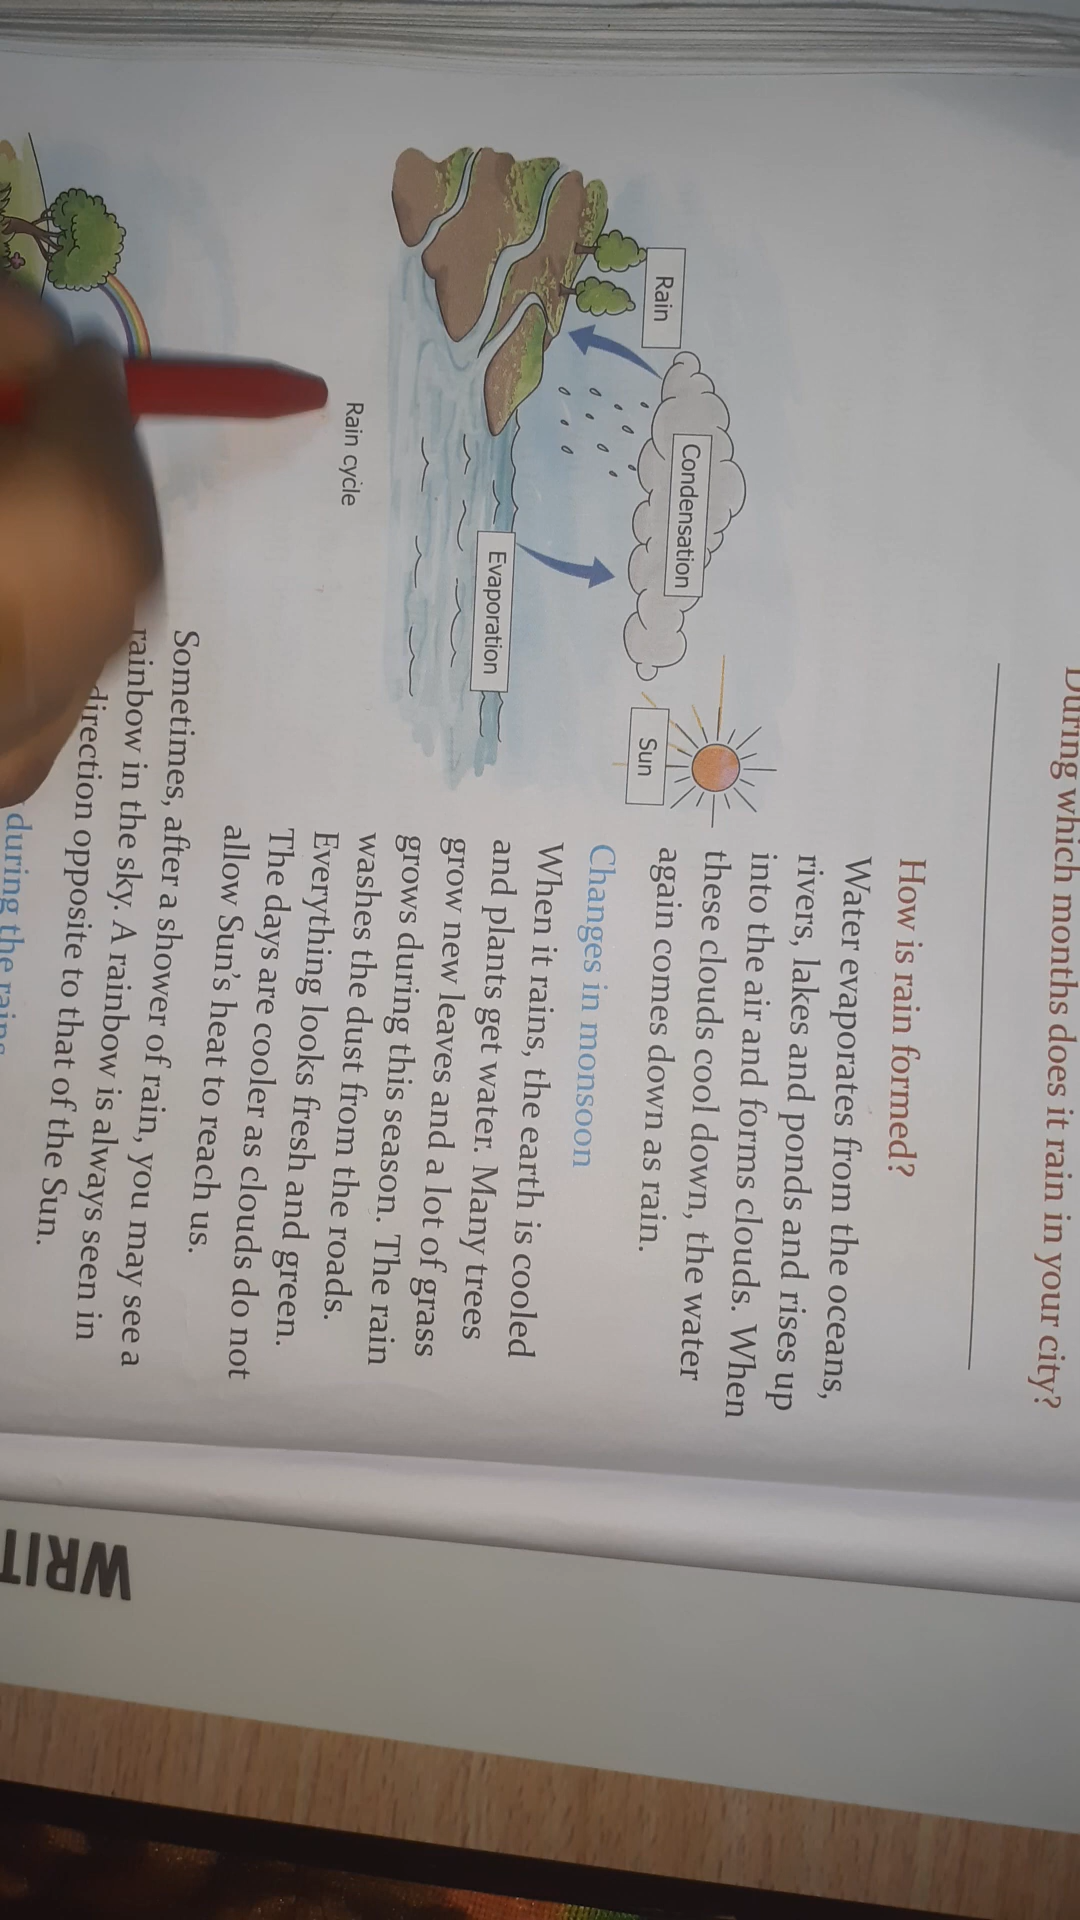 During which months does it rain in your city?
How is rain formed?
Water evaporates from the oceans,
rivers, lakes and ponds and rises up
into the air and forms clouds. When
these clouds cool down, the water
again comes down as rain.
Rain
Condensation
Evaporation
Sun
Rain cycle
Changes in monsoon
When it rains, the earth is cooled
and plants get water. Many trees
grow new leaves and a lot of grass
grows during this season. The rain
washes the dust from the roads.
Everything looks fresh and green.
The days are cooler as clouds do not
allow Sun's heat to reach us.
Sometimes, after a shower of rain, you may see a
rainbow in the sky. A rainbow is always seen in
direction opposite to that of the Sun.
during the rains
WRIT